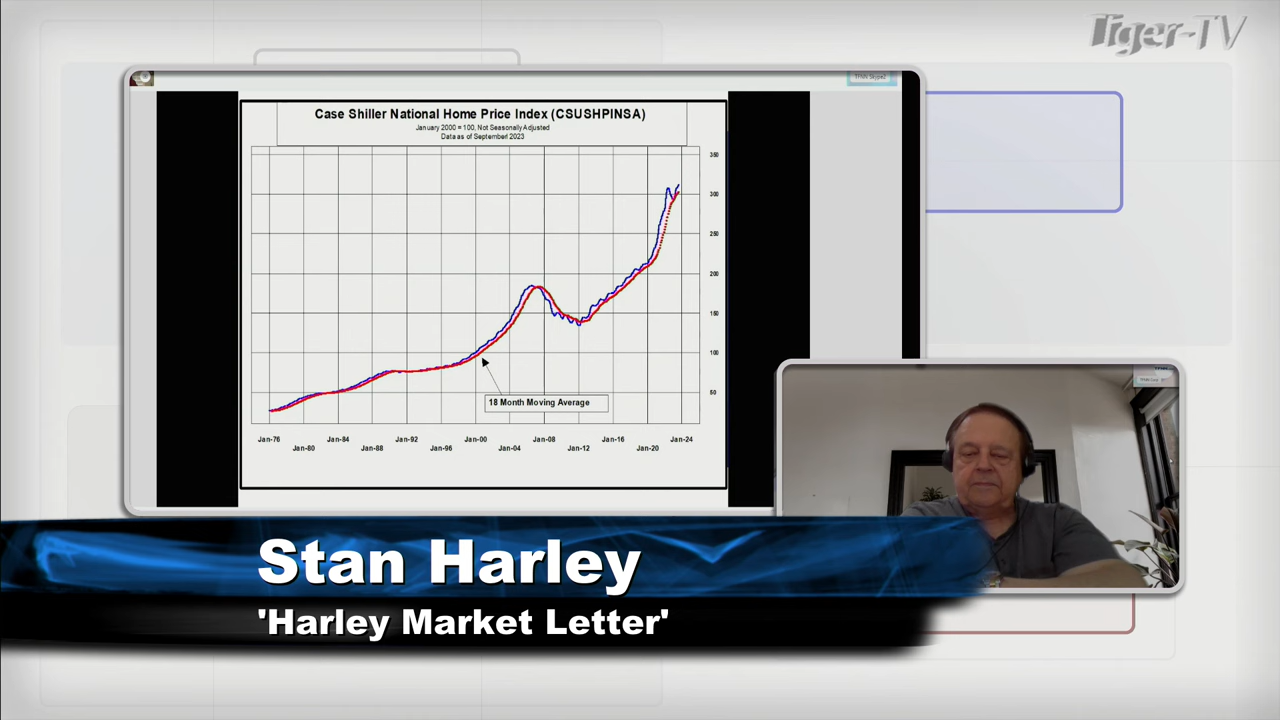 Tiger-TV
TFNN Skype2
Case Shiller National Home Price Index (CSUSHPINSA)
January 2000 = 100, Not Seasonally Adjusted
Data as of September 2023
350
300
250
200
150
100
50
18 Month Moving Average
Jan-76
Jan-80
Jan-84
Jan-88
Jan-92
Jan-96
Jan-00
Jan-04
Jan-08
Jan-12
Jan-16
Jan-20
Jan-24
Stan Harley
'Harley Market Letter'